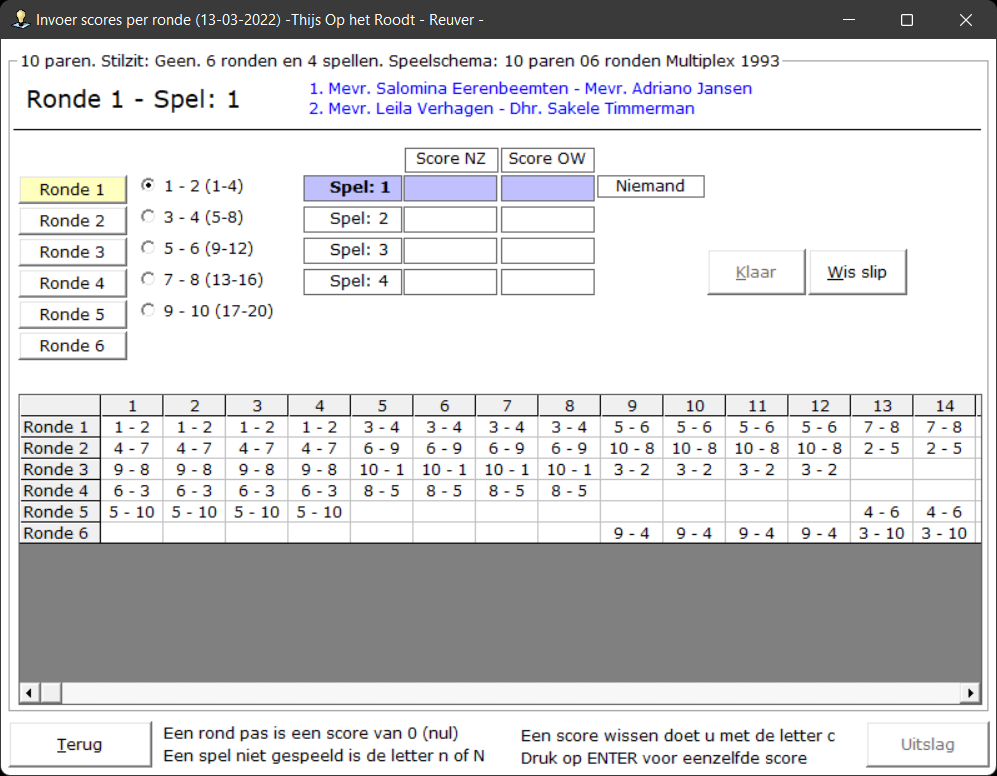 Invoer scores per ronde (13-03-2022) -Thijs Op het Roodt - Reuver -
10 paren. Stilzit: Geen. 6 ronden en 4 spellen. Speelschema: 10 paren 06 ronden Multiplex 1993
Ronde 1 - Spel: 1
1. Mevr. Salomina Eerenbeemten - Mevr. Adriano Jansen
2. Mevr. Leila Verhagen - Dhr. Sakele Timmerman
Score NZ Score OW
Ronde 1 1 - 2 (1-4) Spel: 1 Niemand
Ronde 2 3 - 4 (5-8) Spel: 2
Ronde 3 5 - 6 (9-12) Spel: 3
Ronde 4 7 - 8 (13-16) Spel: 4 Klaar Wis slip
Ronde 5 9 - 10 (17-20)
Ronde 6
1 2 3 4 5 6 7 8 9 10 11 12 13 14
Ronde 1 1 - 2 1 - 2 1 - 2 1 - 2 3 - 4 3 - 4 3 - 4 3 - 4 5 - 6 5 - 6 5 - 6 5 - 6 7 - 8 7 - 8
Ronde 2 4 - 7 4 - 7 4 - 7 4 - 7 6 - 9 6 - 9 6 - 9 6 - 9 10 - 8 10 - 8 10 - 8 10 - 8 2 - 5 2 - 5
Ronde 3 9 - 8 9 - 8 9 - 8 9 - 8 10 - 1 10 - 1 10 - 1 10 - 1 3 - 2 3 - 2 3 - 2 3 - 2
Ronde 4 6 - 3 6 - 3 6 - 3 6 - 3 8 - 5 8 - 5 8 - 5 8 - 5
Ronde 5 5 - 10 5 - 10 5 - 10 5 - 10 4 - 6 4 - 6
Ronde 6 9 - 4 9 - 4 9 - 4 9 - 4 3 - 10 3 - 10
Terug
Een rond pas is een score van 0 (nul)
Een spel niet gespeeld is de letter n of N
Een score wissen doet u met de letter c
Druk op ENTER voor eenzelfde score
Uitslag